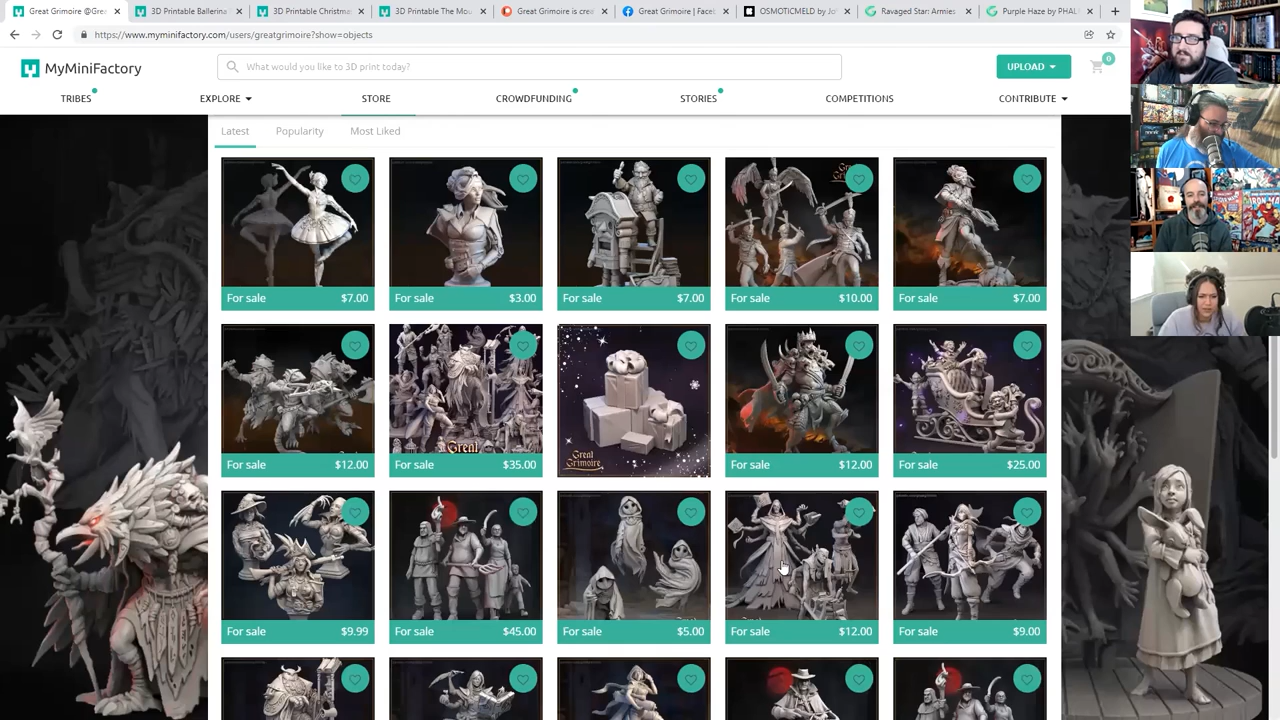 Great Grimoire @Grea
3D Printable Ballerina
3D Printable Christma
3D Printable The Mou
Great Grimoire is crea
Great Grimoire | Faceb
OSMOTICMELD by Jo
Ravaged Star: Armies
Purple Haze by PHAL
https://www.myminifactory.com/users/greatgrimoire?show=objects
MyMiniFactory
What would you like to 3D print today?
UPLOAD
0
TRIBES
EXPLORE
STORE
CROWDFUNDING
STORIES
COMPETITIONS
CONTRIBUTE
Latest
Popularity
Most Liked
For sale $7.00
For sale $3.00
For sale $7.00
For sale $10.00
For sale $7.00
For sale $12.00
Great
For sale $35.00
Great
Grimoire
For sale $12.00
For sale $25.00
For sale $9.99
For sale $45.00
For sale $5.00
For sale $12.00
For sale $9.00
IRON MAN